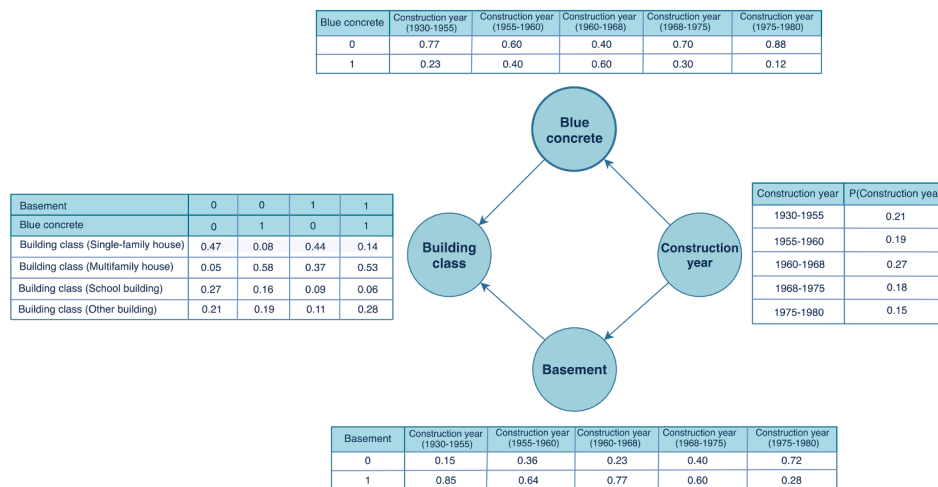 Blue concrete Construction year (1930-1955) Construction year (1955-1960) Construction year (1960-1968) Construction year (1968-1975) Construction year (1975-1980)
0 0.77 0.60 0.40 0.70 0.88
1 0.23 0.40 0.60 0.30 0.12
Blue
concrete
Basement 0 0 1 1
Blue concrete 0 1 0 1
Building class (Single-family house) 0.47 0.08 0.44 0.14
Building class (Multifamily house) 0.05 0.58 0.37 0.53
Building class (School building) 0.27 0.16 0.09 0.06
Building class (Other building) 0.21 0.19 0.11 0.28
Building
class
Construction
year
Construction year P(Construction yea
1930-1955 0.21
1955-1960 0.19
1960-1968 0.27
1968-1975 0.18
1975-1980 0.15
Basement
Basement Construction year (1930-1955) Construction year (1955-1960) Construction year (1960-1968) Construction year (1968-1975) Construction year (1975-1980)
0 0.15 0.36 0.23 0.40 0.72
1 0.85 0.64 0.77 0.60 0.28